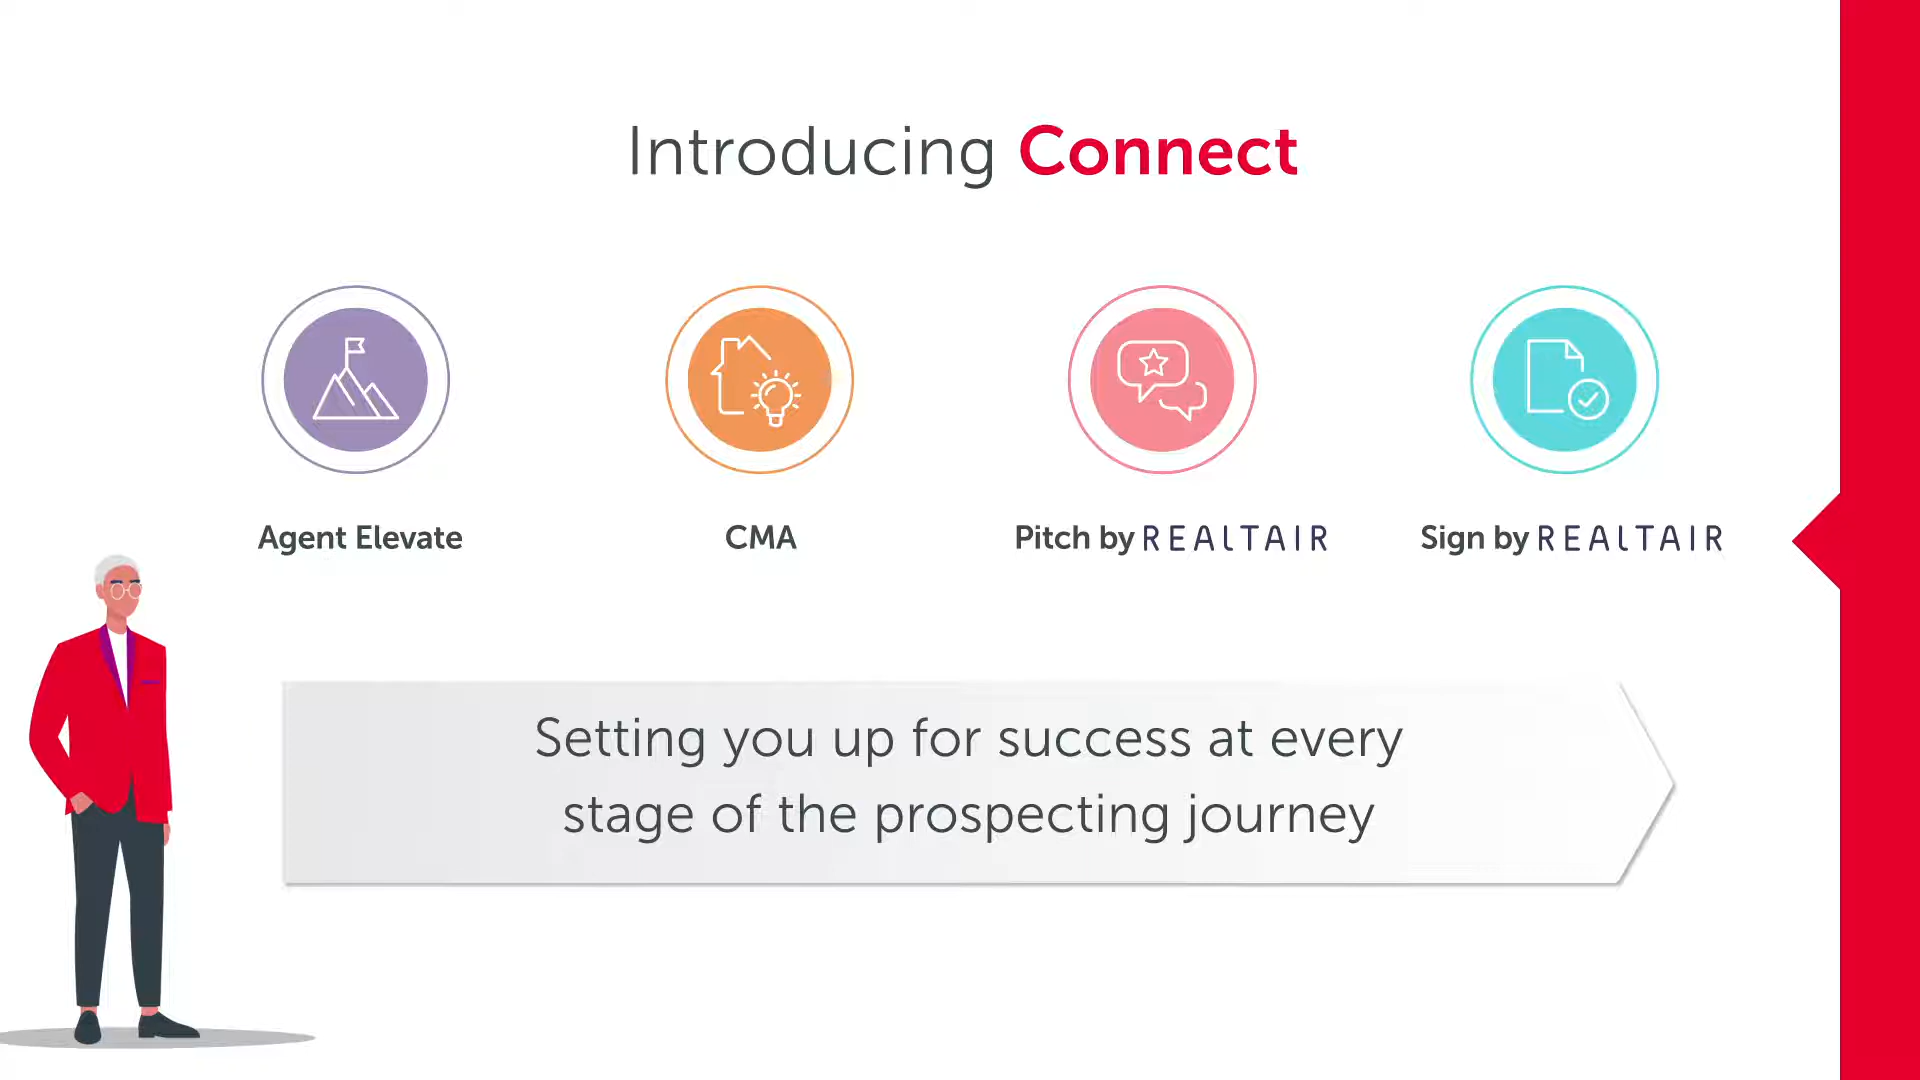 Introducing Connect
Agent Elevate
CMA
Pitch by REALTAIR
Sign by REALTAIR
Setting you up for success at every
stage of the prospecting journey